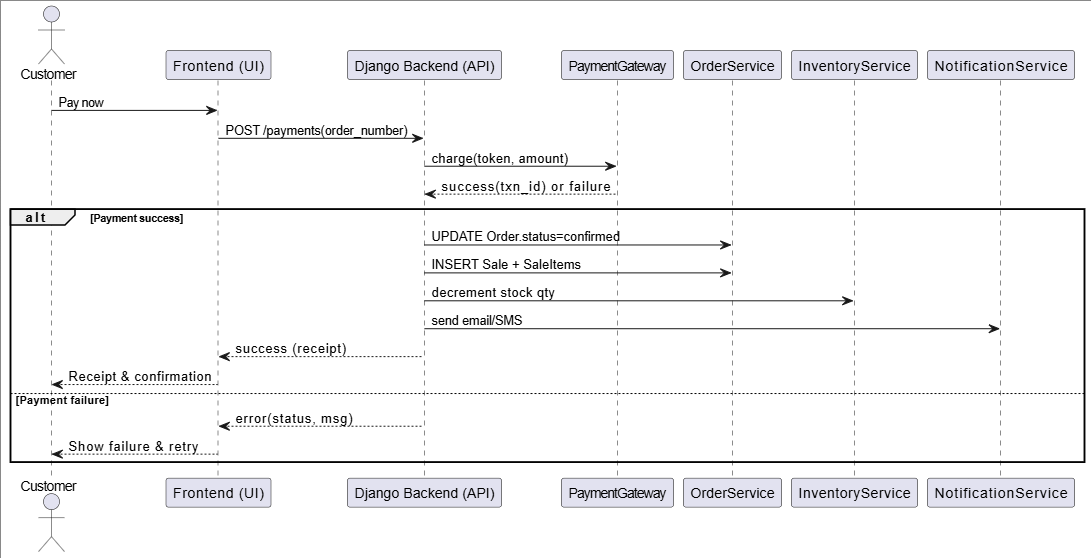 Customer
Frontend (UI)
Django Backend (API)
PaymentGateway
OrderService
InventoryService
NotificationService
Pay now
POST /payments(order_number)
charge(token, amount)
success(txn_id) or failure
alt
[Payment success]
UPDATE Order.status=confirmed
INSERT Sale + SaleItems
decrement stock qty
send email/SMS
success (receipt)
Receipt & confirmation
[Payment failure]
error(status, msg)
Show failure & retry
Customer
Frontend (UI)
Django Backend (API)
PaymentGateway
OrderService
InventoryService
NotificationService